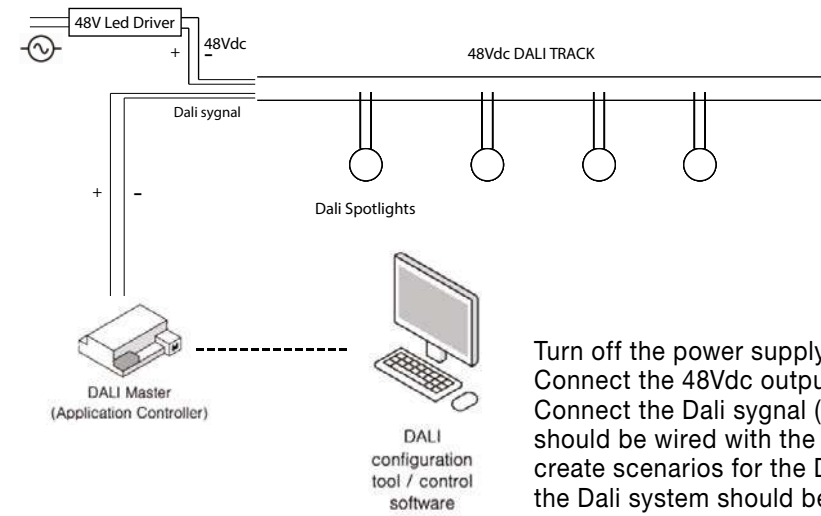 48V Led Driver
+
-
48Vdc
48Vdc DALI TRACK
Dali sygnal
+
-
Dali Spotlights
DALI Master
(Application Controller)
DALI
configuration
tool / control
software
Turn off the power supply
Connect the 48Vdc
Connect the Dali sygnal (
should be wired with the
create scenarios for the
the Dali system should be